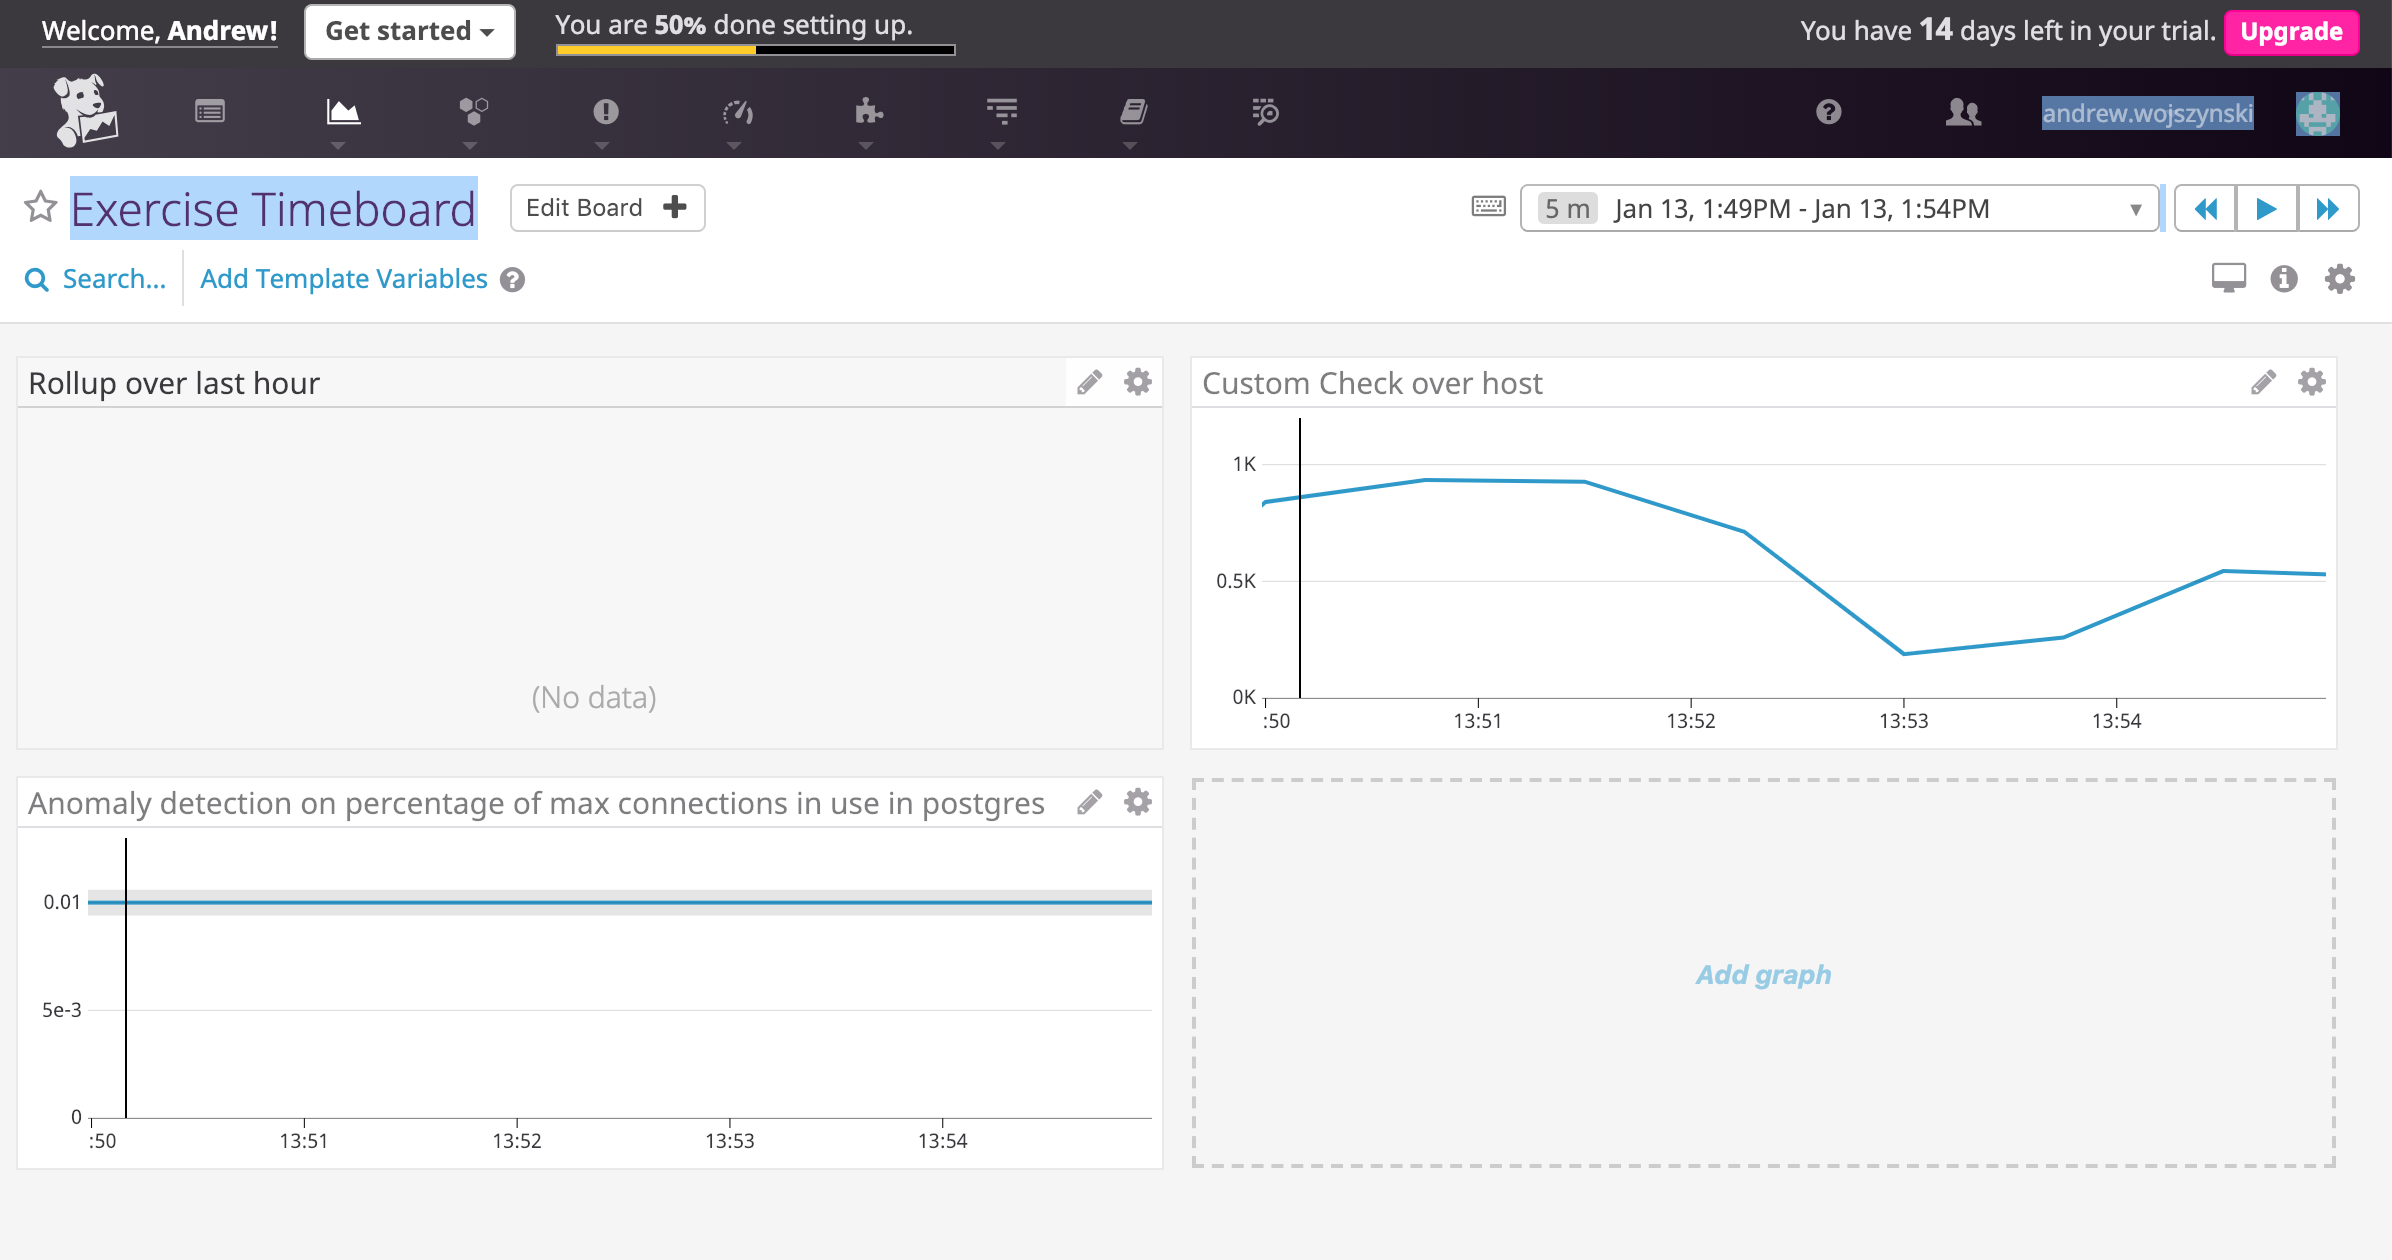 Welcome, Andrew!
Get started
You are 50% done setting up.
You have 14 days left in your trial.
Upgrade
andrew.wojszynski
Exercise Timeboard
Edit Board
5 m Jan 13, 1:49PM - Jan 13, 1:54PM
Search...
Add Template Variables
Rollup over last hour
(No data)
Custom Check over host
1K
0.5K
0K
:50 13:51 13:52 13:53 13:54
Anomaly detection on percentage of max connections in use in postgres
0.01
5e-3
0
:50 13:51 13:52 13:53 13:54
Add graph